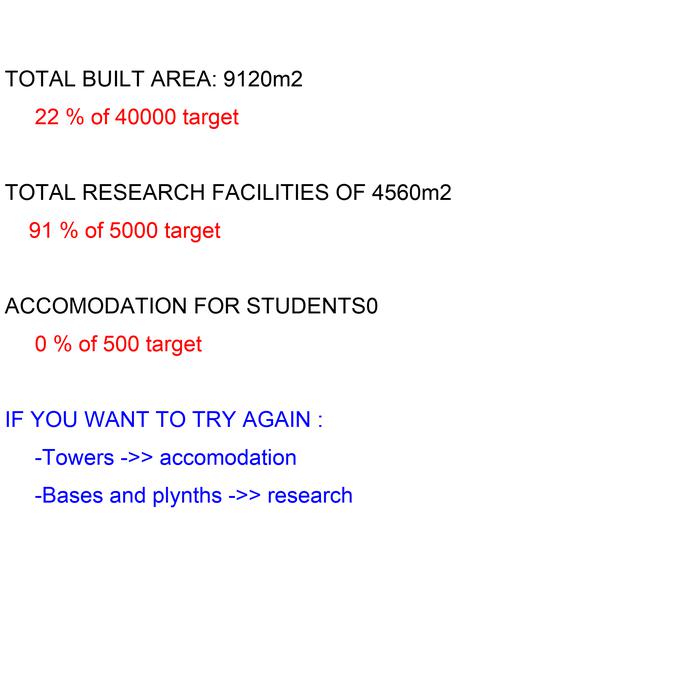 TOTAL BUILT AREA: 9120m2
22 % of 40000 target
TOTAL RESEARCH FACILITIES OF 4560m2
91 % of 5000 target
ACCOMODATION FOR STUDENTS0
0 % of 500 target
IF YOU WANT TO TRY AGAIN :
-Towers ->> accomodation
-Bases and plynths ->> research